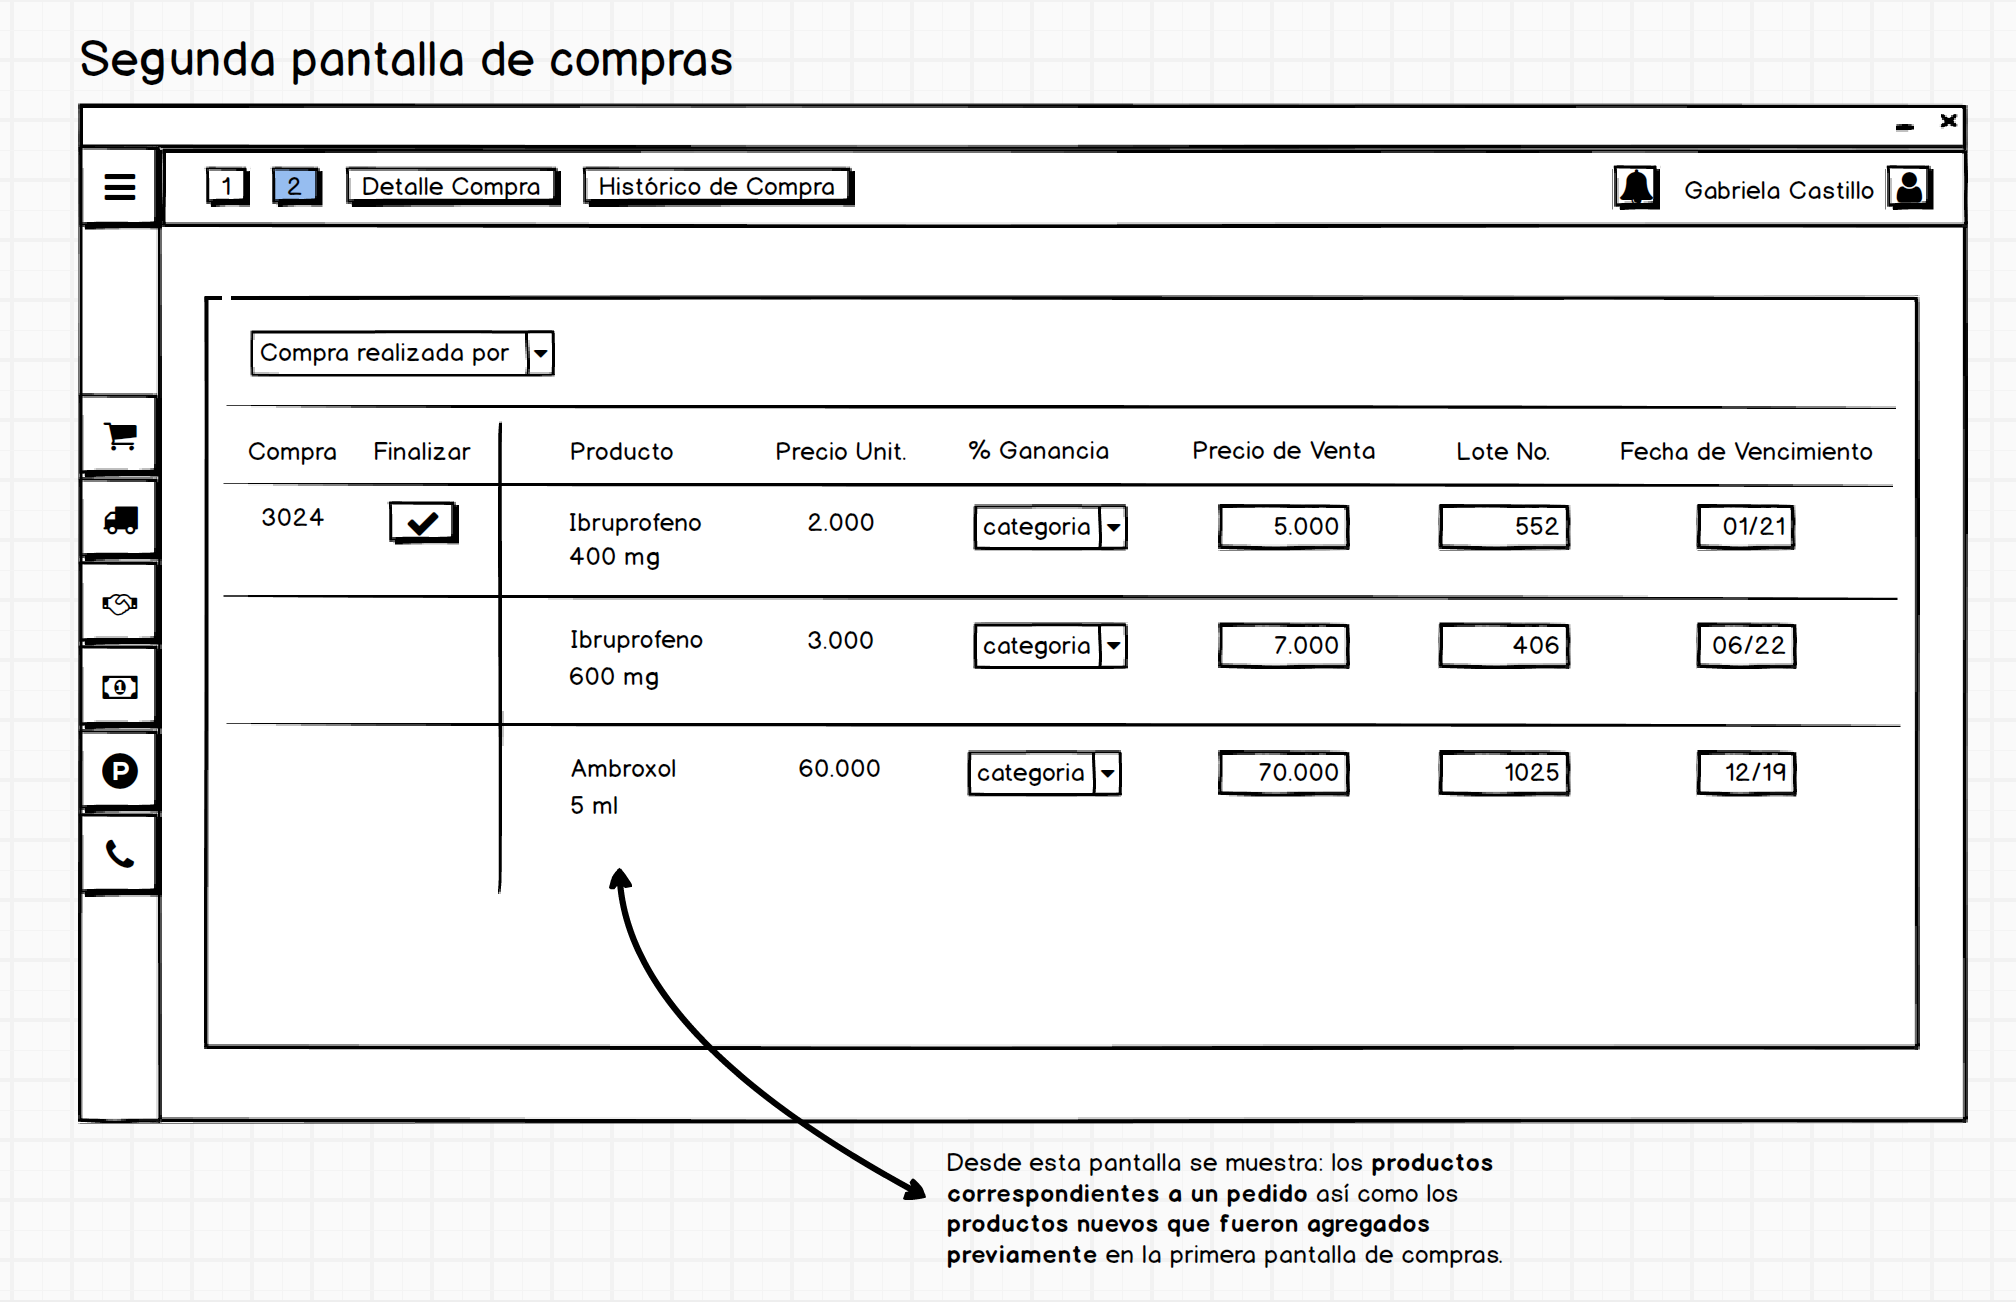 Segunda pantalla de compras
1 2 Detalle Compra Histórico de Compra Gabriela Castillo
Compra realizada por
Compra Finalizar Producto Precio Unit. % Ganancia Precio de Venta Lote No. Fecha de Vencimiento
3024 Ibruprofeno 2.000 categoria 5.000 552 01/21
400 mg
Ibruprofeno 3.000 categoria 7.000 406 06/22
600 mg
1
Ambroxol 60.000 categoria 70.000 1025 12/19
P
5 ml
Desde esta pantalla se muestra: los productos
correspondientes a un pedido así como los
productos nuevos que fueron agregados
previamente en la primera pantalla de compras.